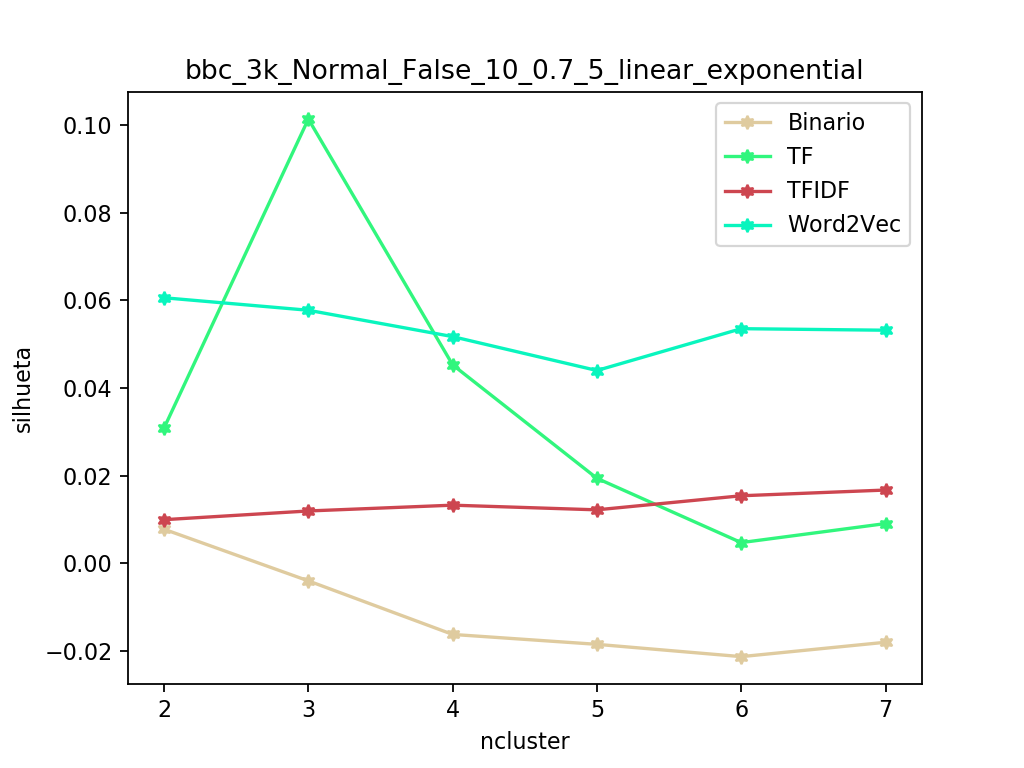 bbc_3k_Normal_False_10_0.7_5_linear_exponential
Binario
TF
TFIDF
Word2Vec
0.10
0.08
0.06
0.04
0.02
0.00
−0.02
silhueta
2 3 4 5 6 7
ncluster